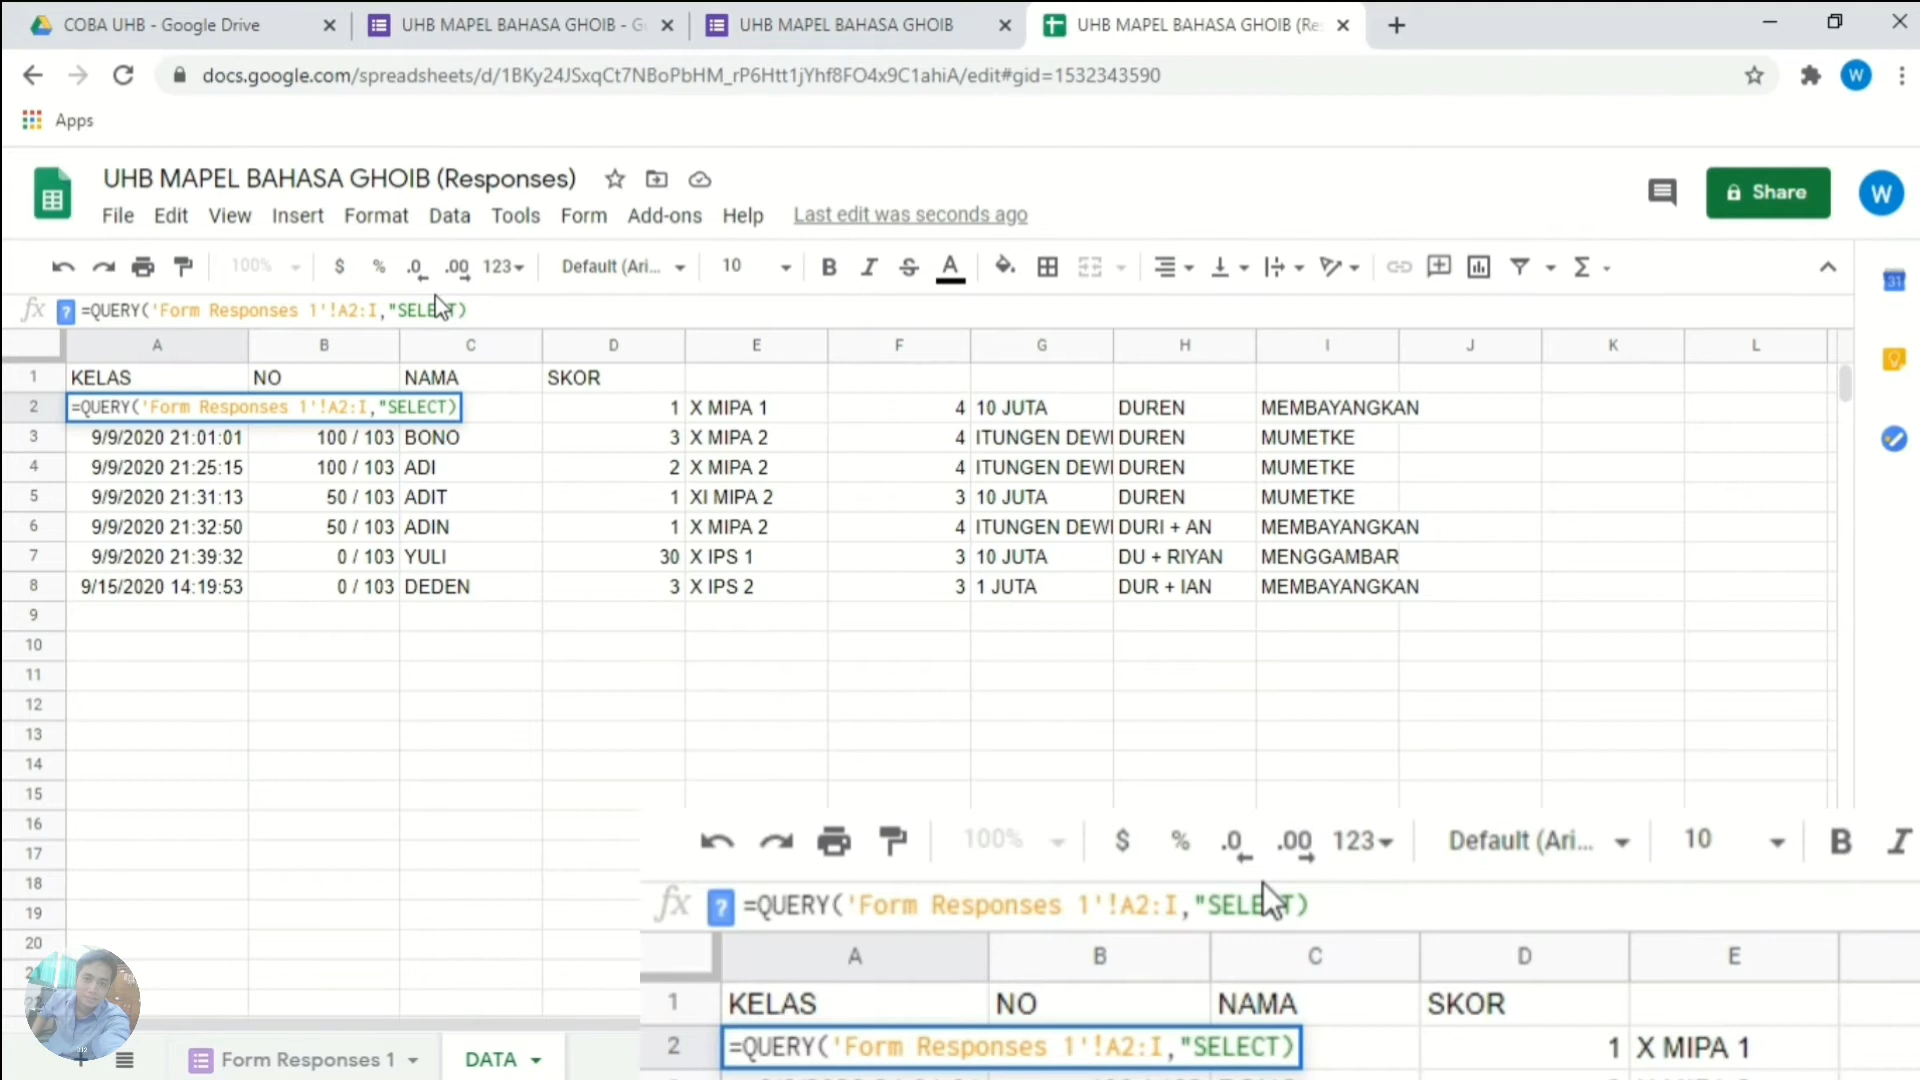 COBA UHB - Google Drive
UHB MAPEL BAHASA GHOIB - G
UHB MAPEL BAHASA GHOIB
UHB MAPEL BAHASA GHOIB (Re
docs.google.com/spreadsheets/d/1BKy24JSxqCt7NBoPbHM_rP6Htt1jYhf8FO4x9C1ahiA/edit#gid=1532343590
W
Apps
UHB MAPEL BAHASA GHOIB (Responses)
Share
W
File Edit View Insert Format Data Tools Form Add-ons Help Last edit was seconds ago
100% $ % .0 .00 123 Default (Ari... 10 B I S A Σ
31
fx ? =QUERY('Form Responses 1'!A2:I,"SELECT)
A B C D E F G H I J K L
1 KELAS NO NAMA SKOR
2 =QUERY('Form Responses 1'!A2:I,"SELECT) 1 X MIPA 1 4 10 JUTA DUREN MEMBAYANGKAN
3 9/9/2020 21:01:01 100 / 103 BONO 3 X MIPA 2 4 ITUNGEN DEWI DUREN MUMETKE
4 9/9/2020 21:25:15 100 / 103 ADI 2 X MIPA 2 4 ITUNGEN DEWI DUREN MUMETKE
5 9/9/2020 21:31:13 50 / 103 ADIT 1 XI MIPA 2 3 10 JUTA DUREN MUMETKE
6 9/9/2020 21:32:50 50 / 103 ADIN 1 X MIPA 2 4 ITUNGEN DEWI DURI + AN MEMBAYANGKAN
7 9/9/2020 21:39:32 0 / 103 YULI 30 X IPS 1 3 10 JUTA DU + RIYAN MENGGAMBAR
8 9/15/2020 14:19:53 0 / 103 DEDEN 3 X IPS 2 3 1 JUTA DUR + IAN MEMBAYANGKAN
9
10
11
12
13
14
15
16
17
18
19
20
100% $ % .0 .00 123 Default (Ari... 10 B I
fx ? =QUERY('Form Responses 1'!A2:I,"SELECT)
A B C D E
1 KELAS NO NAMA SKOR
2 =QUERY('Form Responses 1'!A2:I,"SELECT) 1 X MIPA 1
Form Responses 1
DATA